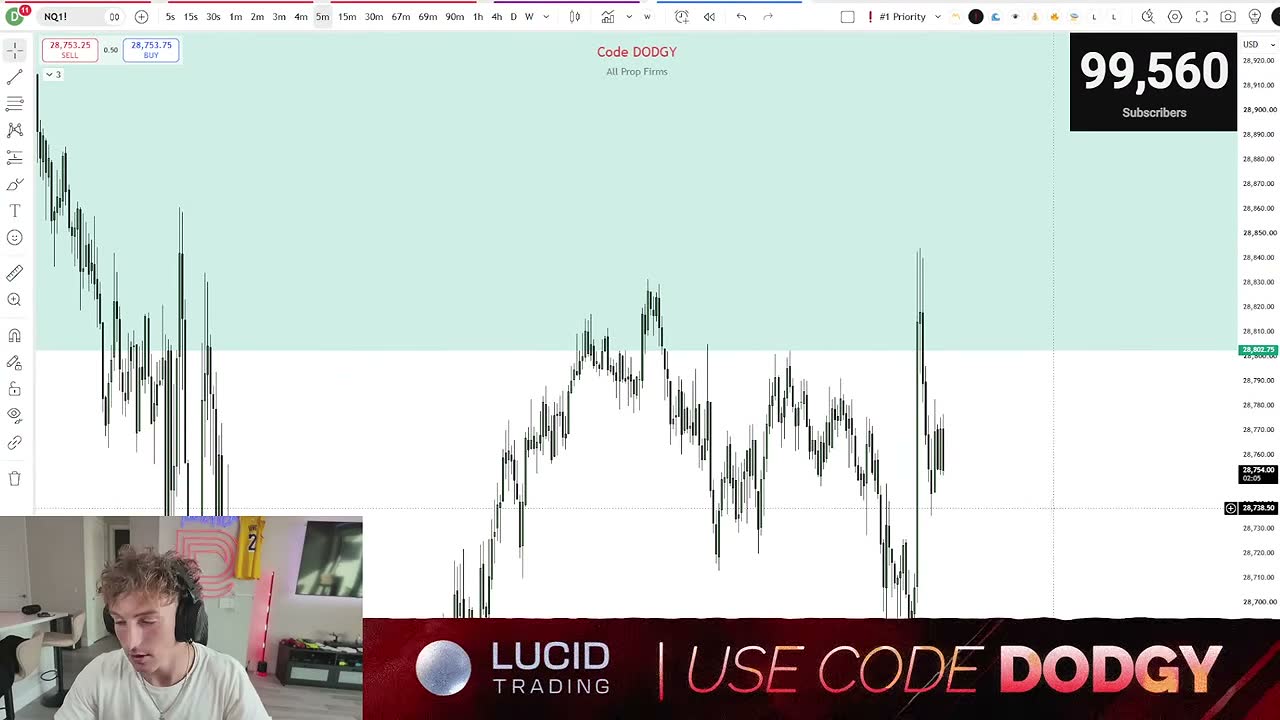 D 11 NQ1! 5s 15s 30s 1m 2m 3m 4m 5m 15m 30m 67m 69m 90m 1h 4h D W w #1 Priority L L
28,753.25 SELL
0.50
28,753.75 BUY
3
Code DODGY
All Prop Firms
99,560
Subscribers
USD
28,920.00
28,910.00
28,900.00
28,890.00
28,880.00
28,870.00
28,860.00
28,850.00
28,840.00
28,830.00
28,820.00
28,810.00
28,802.75
28,790.00
28,780.00
28,770.00
28,760.00
28,754.00
02:05
28,738.50
28,730.00
28,720.00
28,710.00
28,700.00
2
LUCID
TRADING
USE CODE DODGY